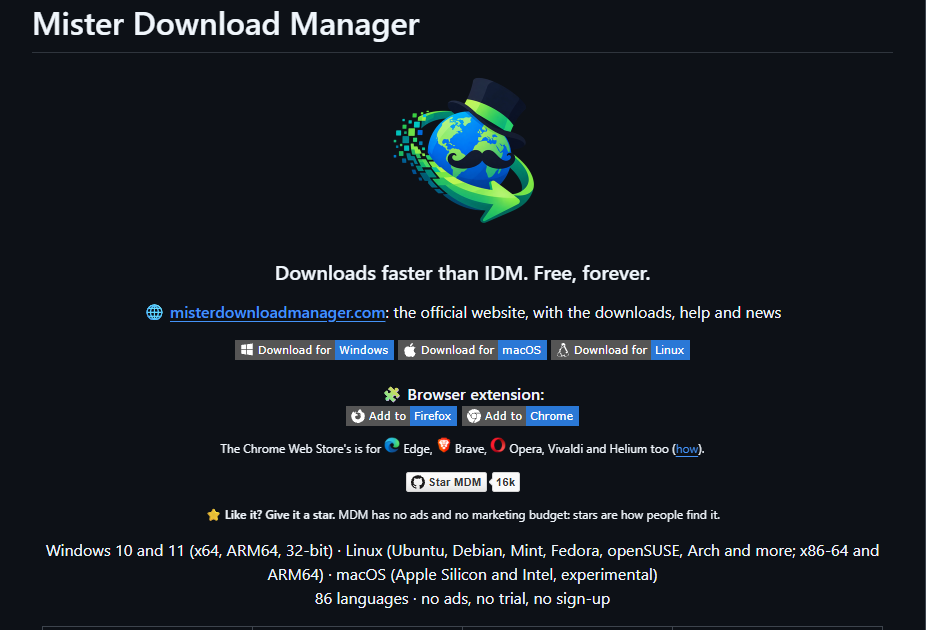 Mister Download Manager
Downloads faster than IDM. Free, forever.
misterdownloadmanager.com: the official website, with the downloads, help and news
Download for Windows Download for macOS Download for Linux
Browser extension:
Add to Firefox Add to Chrome
The Chrome Web Store's is for Edge, Brave, Opera, Vivaldi and Helium too (how).
Star MDM 16k
Like it? Give it a star. MDM has no ads and no marketing budget: stars are how people find it.
Windows 10 and 11 (x64, ARM64, 32-bit) · Linux (Ubuntu, Debian, Mint, Fedora, openSUSE, Arch and more; x86-64 and
ARM64) · macOS (Apple Silicon and Intel, experimental)
86 languages · no ads, no trial, no sign-up